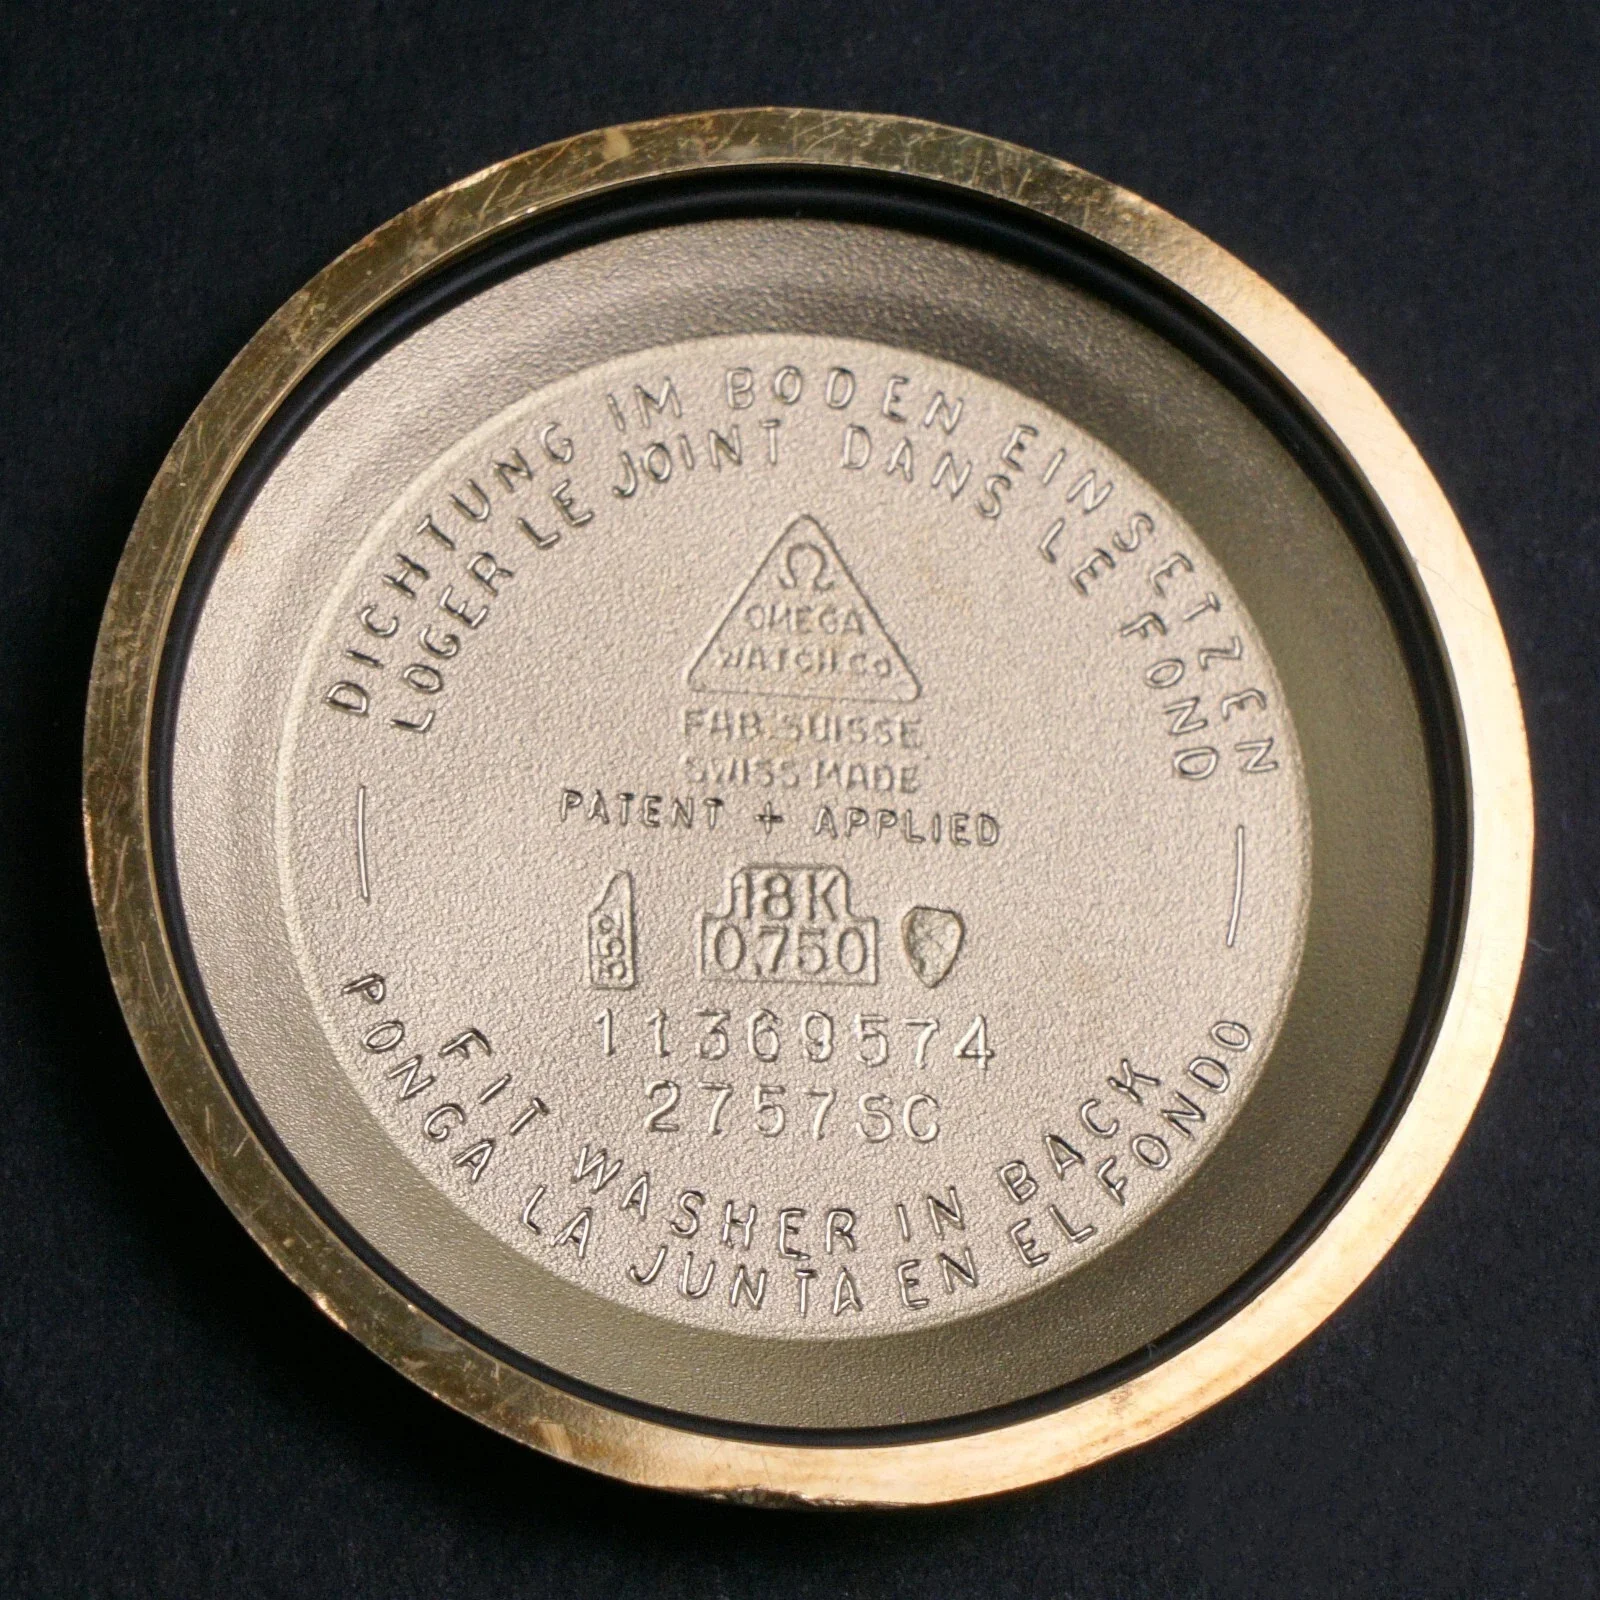 DICHTUNG IM BODEN EINSETZEN
LOGER LE JOINT DANS LE FOND
Ω
OMEGA
WATCH Co
FAB. SUISSE
SWISS MADE
PATENT + APPLIED
18K
0,750
11369574
2757SC
FIT WASHER IN BACK
PONGA LA JUNTA EN EL FONDO